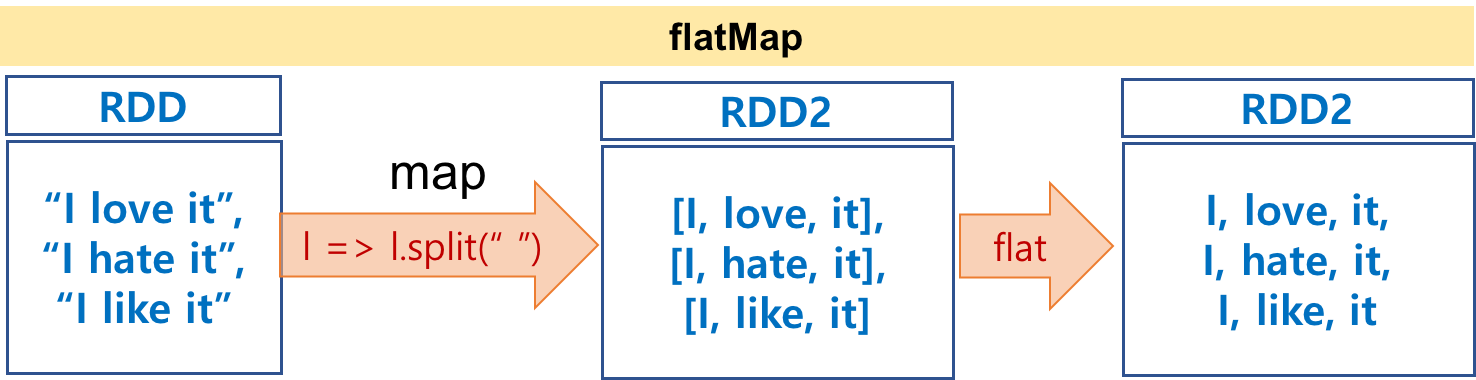 flatMap
RDD
“I love it”,
“I hate it”,
“I like it”
map
l => l.split(“ ”)
RDD2
[I, love, it],
[I, hate, it],
[I, like, it]
flat
RDD2
I, love, it,
I, hate, it,
I, like, it